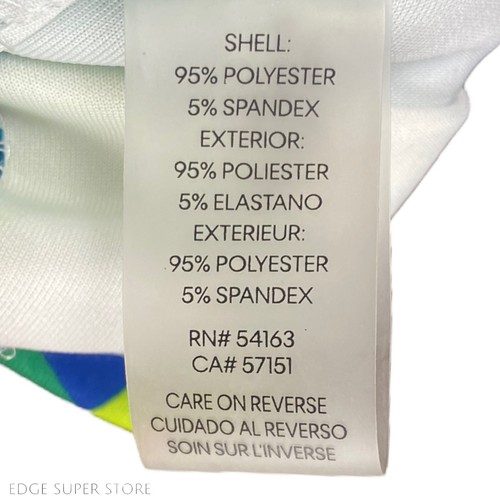 SHELL:
95% POLYESTER
5% SPANDEX
EXTERIOR:
95% POLIESTER
5% ELASTANO
EXTERIEUR:
95% POLYESTER
5% SPANDEX
RN# 54163
CA# 57151
CARE ON REVERSE
CUIDADO AL REVERSO
SOIN SUR L'INVERSE
EDGE SUPER STORE